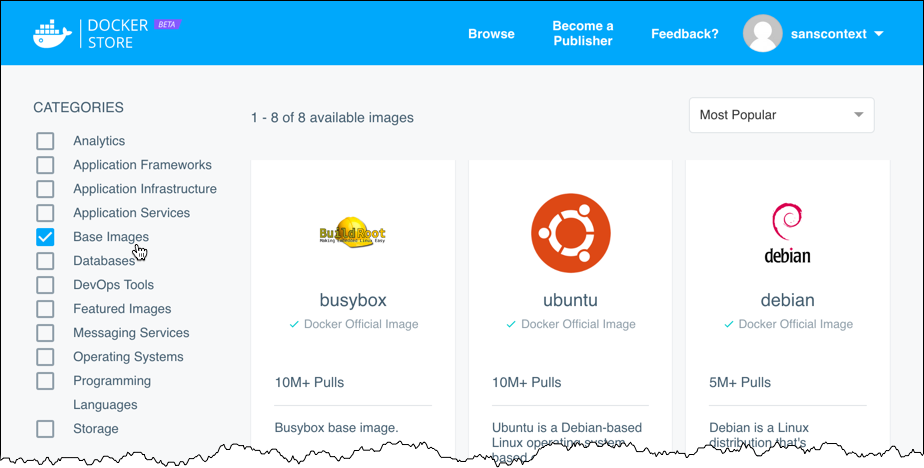 DOCKER
STORE
BETA
Browse
Become a
Publisher
Feedback?
sanscontext
CATEGORIES
Analytics
Application Frameworks
Application Infrastructure
Application Services
Base Images
Databases
DevOps Tools
Featured Images
Messaging Services
Operating Systems
Programming
Languages
Storage
1 - 8 of 8 available images
Most Popular
BuildRoot
Making Embedded Linux Easy
busybox
Docker Official Image
10M+ Pulls
Busybox base image.
ubuntu
Docker Official Image
10M+ Pulls
Ubuntu is a Debian-based
Linux operating system
based
debian
debian
Docker Official Image
5M+ Pulls
Debian is a Linux
distribution that's